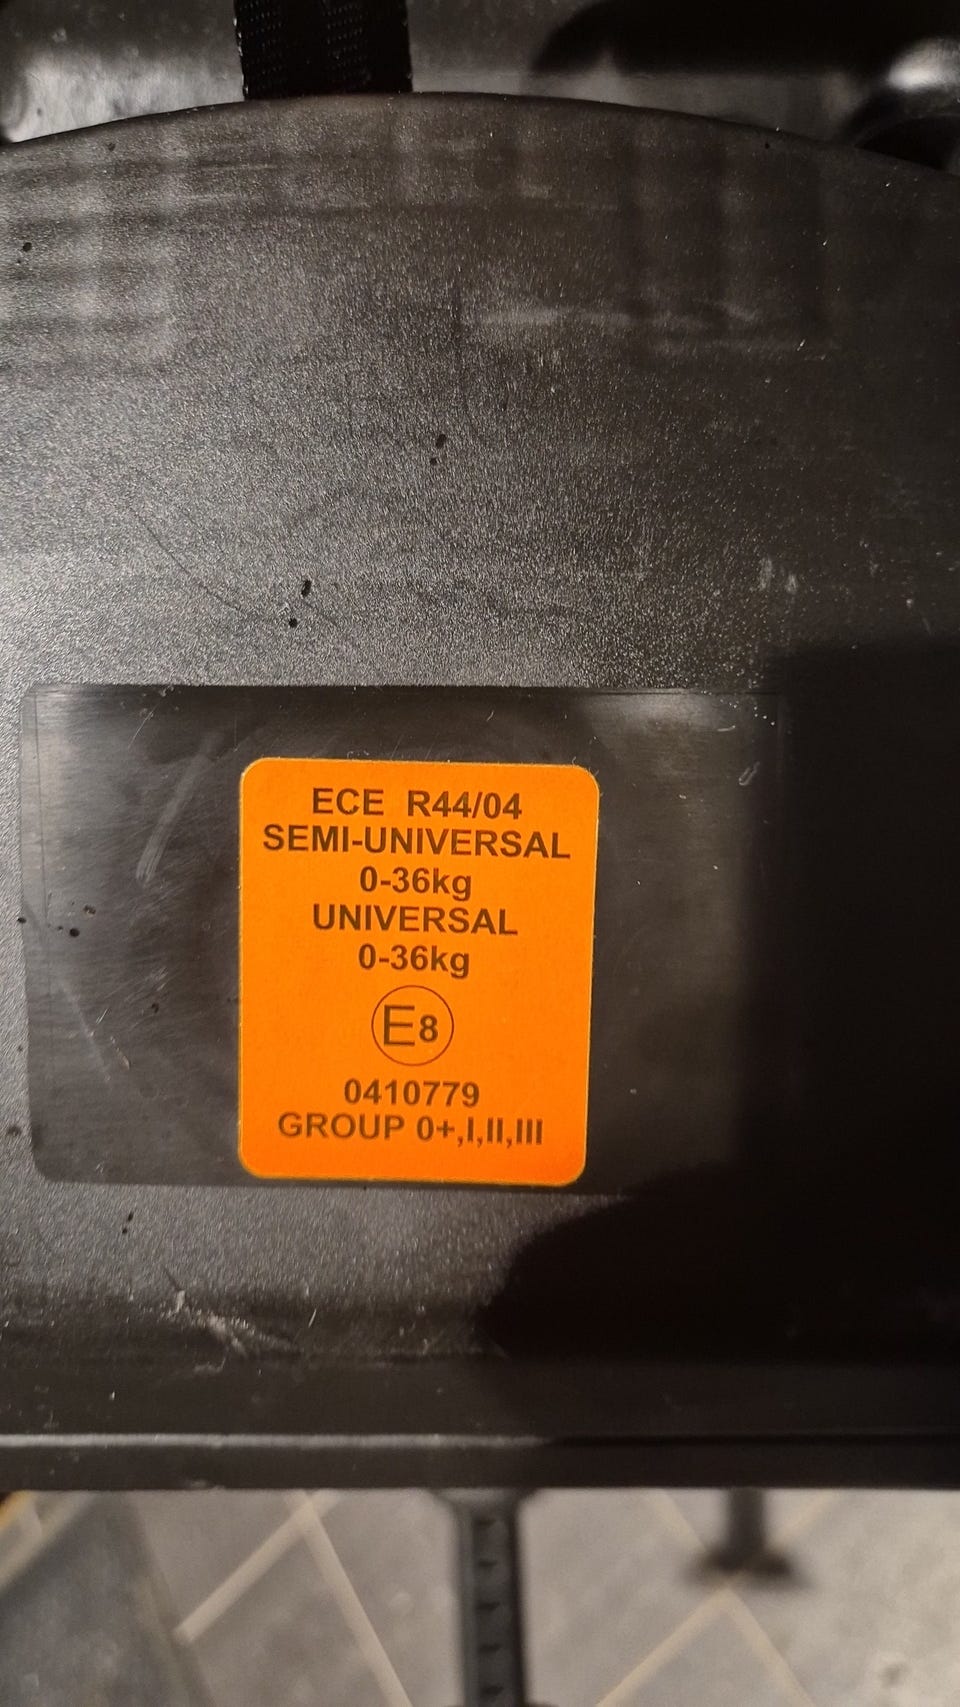 ECE R44/04
SEMI-UNIVERSAL
0-36kg
UNIVERSAL
0-36kg
E8
0410779
GROUP 0+,I,II,III